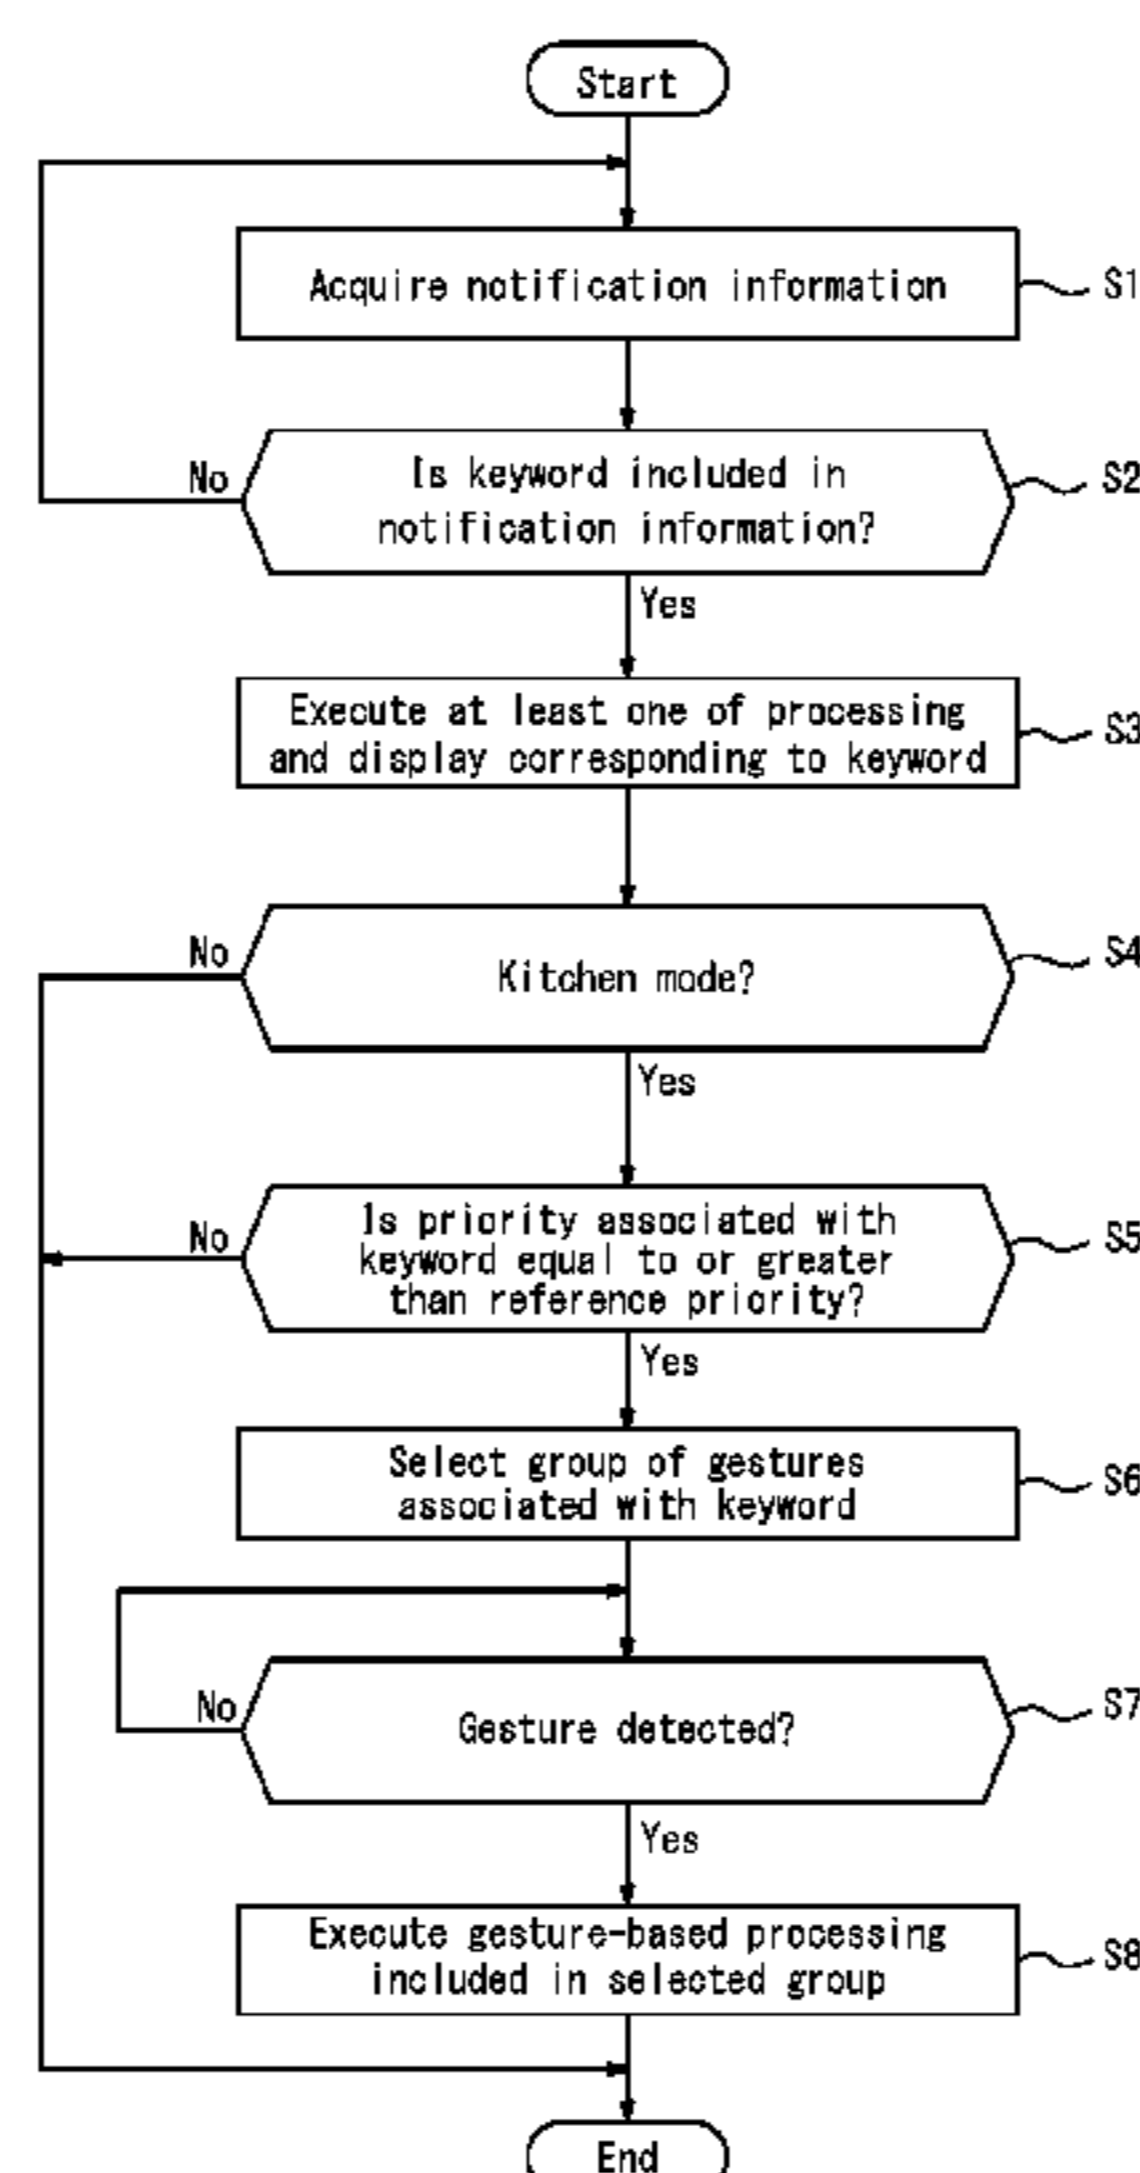 Start
Acquire notification information
S1
No
Is keyword included in
notification information?
S2
Yes
Execute at least one of processing
and display corresponding to keyword
S3
No
Kitchen mode?
S4
Yes
No
Is priority associated with
keyword equal to or greater
than reference priority?
S5
Yes
Select group of gestures
associated with keyword
S6
No
Gesture detected?
S7
Yes
Execute gesture-based processing
included in selected group
S8
End